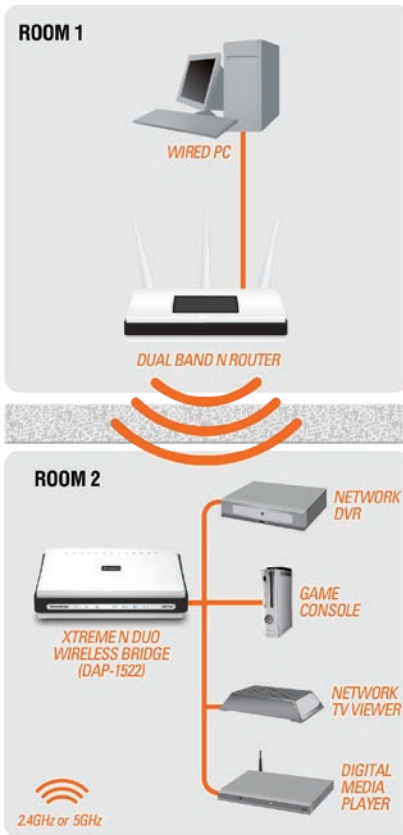 ROOM 1
WIRED PC
DUAL BAND N ROUTER
ROOM 2
NETWORK
DVR
GAME
CONSOLE
XTREME N DUO
WIRELESS BRIDGE
(DAP-1522)
NETWORK
TV VIEWER
DIGITAL
MEDIA
PLAYER
2.4GHz or 5GHz